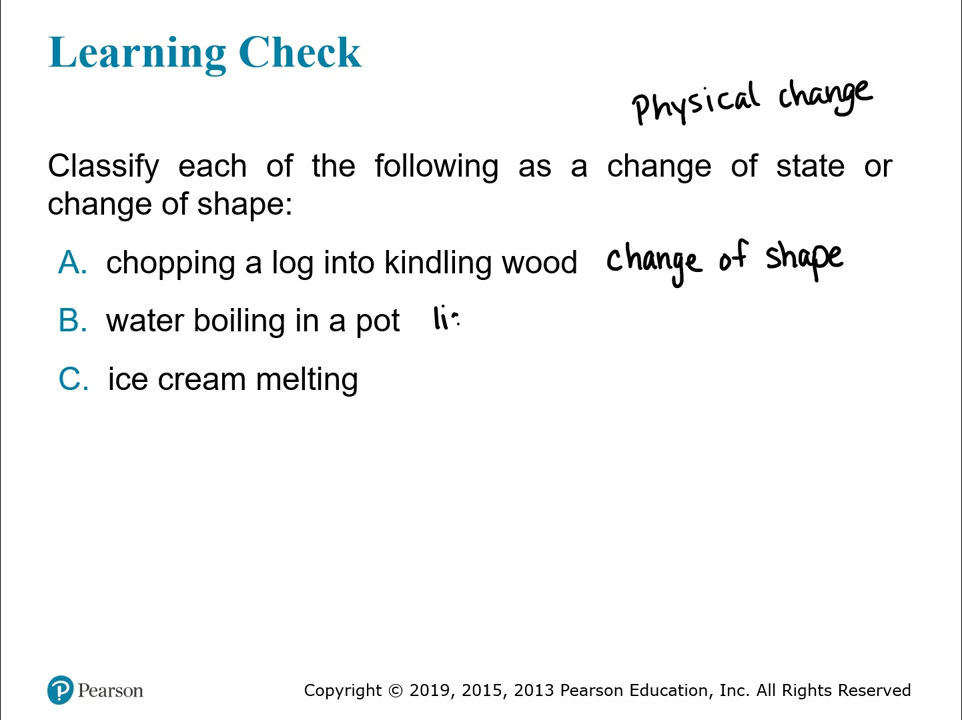 Learning Check
Physical change
Classify each of the following as a change of state or
change of shape:
A. chopping a log into kindling wood change of shape
B. water boiling in a pot li
C. ice cream melting
Pearson
Copyright © 2019, 2015, 2013 Pearson Education, Inc. All Rights Reserved